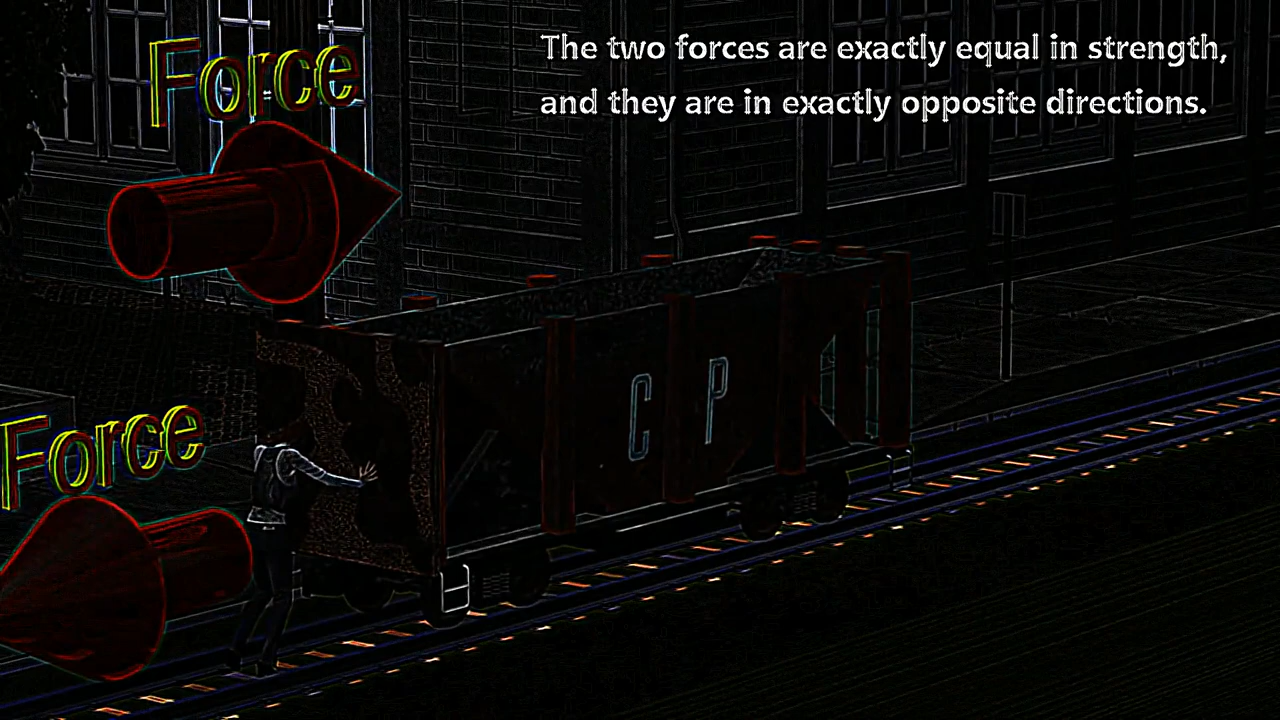 Force
The two forces are exactly equal in strength,
and they are in exactly opposite directions.
C P
Force